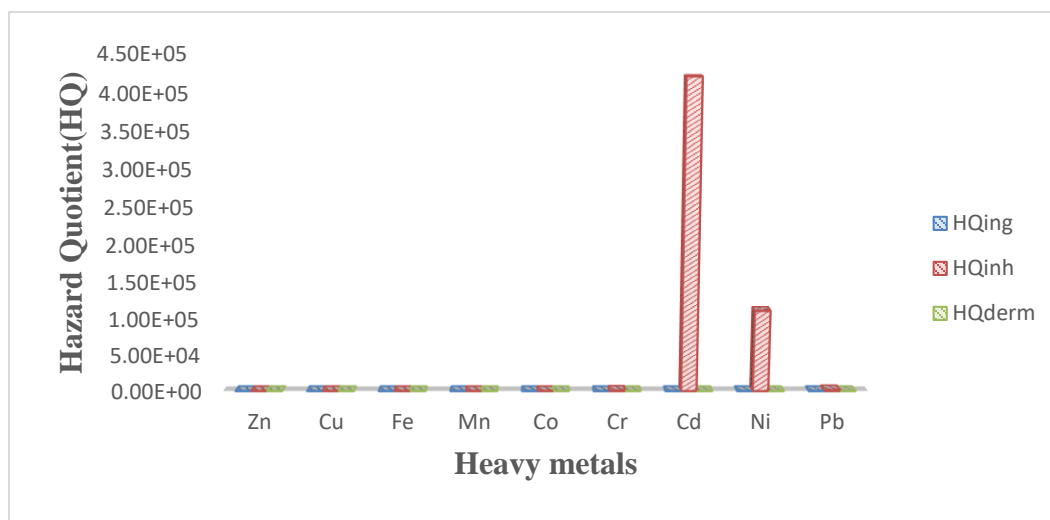 Hazard Quotient(HQ)
4.50E+05
4.00E+05
3.50E+05
3.00E+05
2.50E+05
2.00E+05
1.50E+05
1.00E+05
5.00E+04
0.00E+00
Zn Cu Fe Mn Co Cr Cd Ni Pb
Heavy metals
HQing
HQinh
HQderm